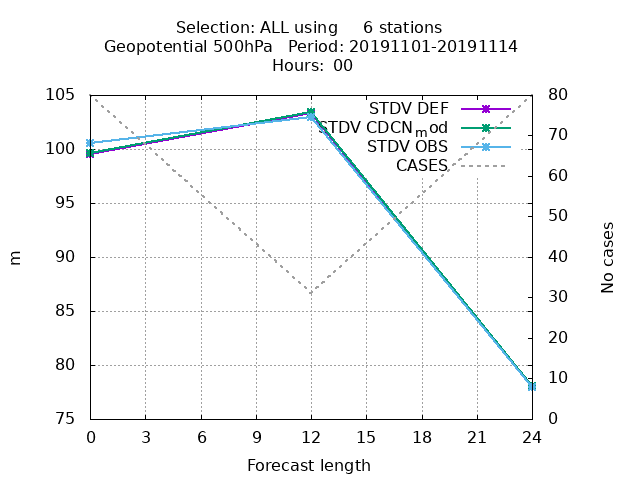 Selection: ALL using     6 stations
Geopotential 500hPa   Period: 20191101-20191114
Hours:  00
STDV DEF
STDV CDCN_mod
STDV OBS
CASES
105
100
95
90
85
80
75
80
70
60
50
40
30
20
10
0
m
No cases
0 3 6 9 12 15 18 21 24
Forecast length